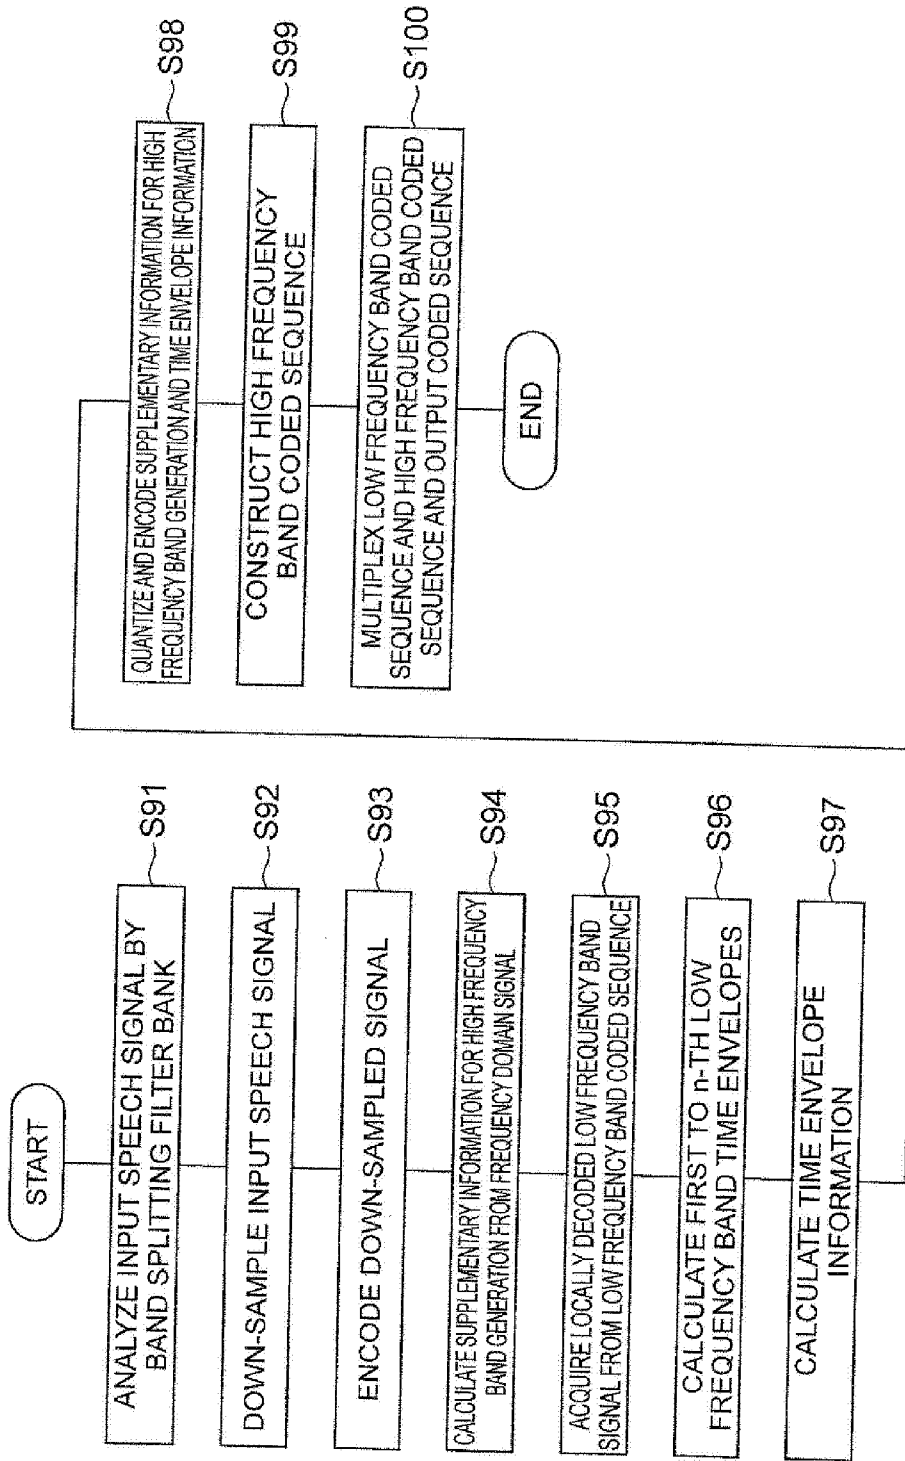 START
ANALYZE INPUT SPEECH SIGNAL BY
BAND SPLITTING FILTER BANK
S91
DOWN-SAMPLE INPUT SPEECH SIGNAL
S92
ENCODE DOWN-SAMPLED SIGNAL
S93
CALCULATE SUPPLEMENTARY INFORMATION FOR HIGH FREQUENCY
BAND GENERATION FROM FREQUENCY DOMAIN SIGNAL
S94
ACQUIRE LOCALLY DECODED LOW FREQUENCY BAND
SIGNAL FROM LOW FREQUENCY BAND CODED SEQUENCE
S95
CALCULATE FIRST TO n-TH LOW
FREQUENCY BAND TIME ENVELOPES
S96
CALCULATE TIME ENVELOPE
INFORMATION
S97
QUANTIZE AND ENCODE SUPPLEMENTARY INFORMATION FOR HIGH
FREQUENCY BAND GENERATION AND TIME ENVELOPE INFORMATION
S98
CONSTRUCT HIGH FREQUENCY
BAND CODED SEQUENCE
S99
MULTIPLEX LOW FREQUENCY BAND CODED
SEQUENCE AND HIGH FREQUENCY BAND CODED
SEQUENCE AND OUTPUT CODED SEQUENCE
S100
END